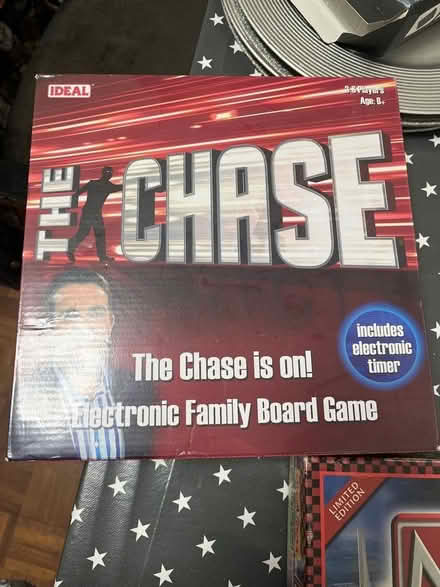 IDEAL
2-6 Players
Age: 8+
THE CHASE
includes
electronic
timer
The Chase is on!
Electronic Family Board Game
LIMITED
EDITION